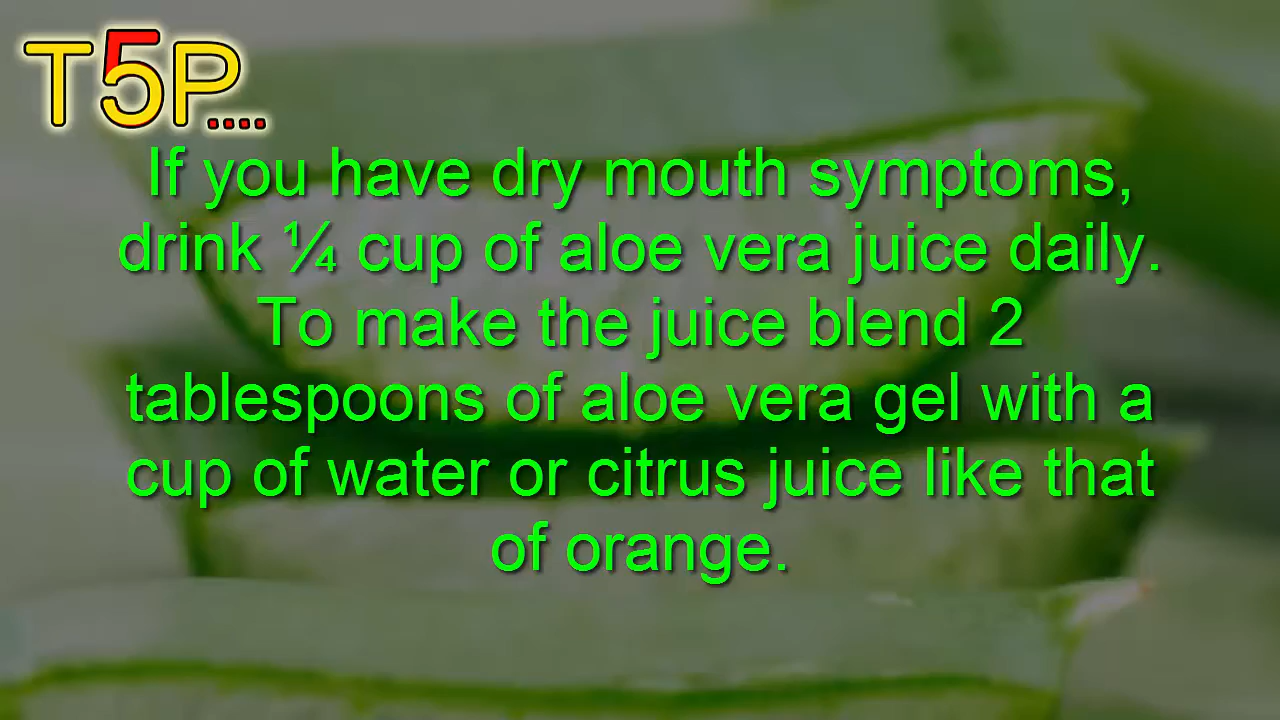 T5P....
If you have dry mouth symptoms,
drink ¼ cup of aloe vera juice daily.
To make the juice blend 2
tablespoons of aloe vera gel with a
cup of water or citrus juice like that
of orange.